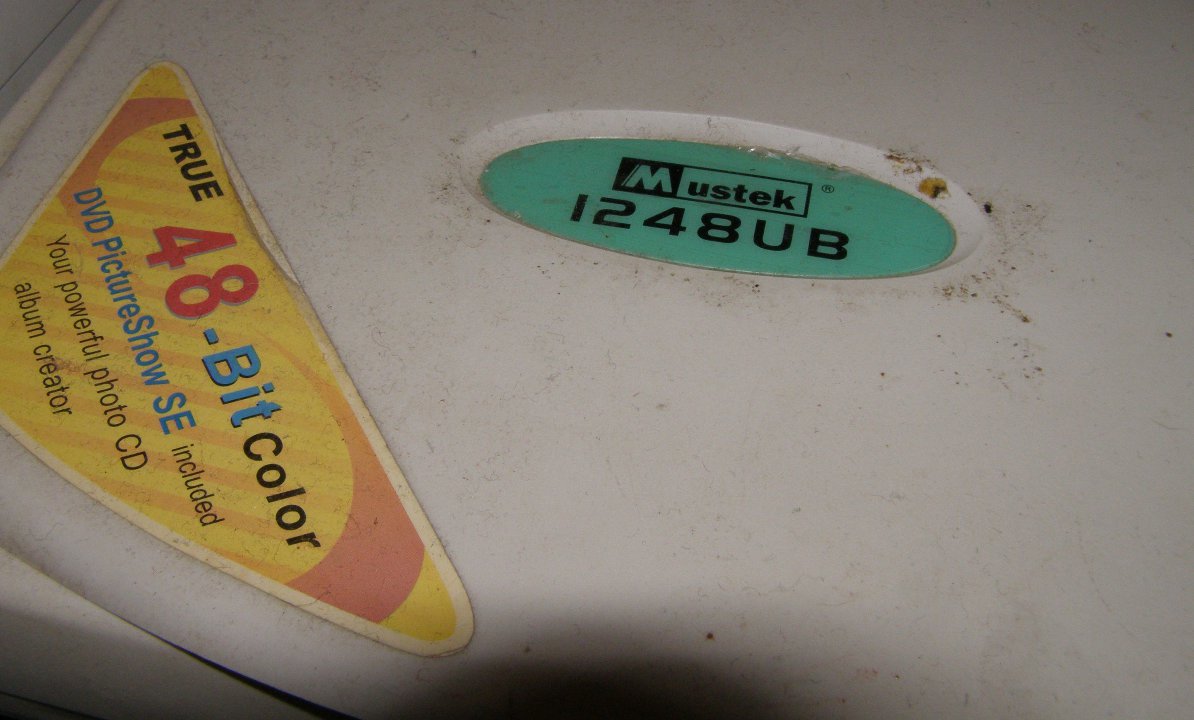 TRUE
48-Bit Color
DVD PictureShow SE included
Your powerful photo CD
album creator
Mustek ®
1248UB